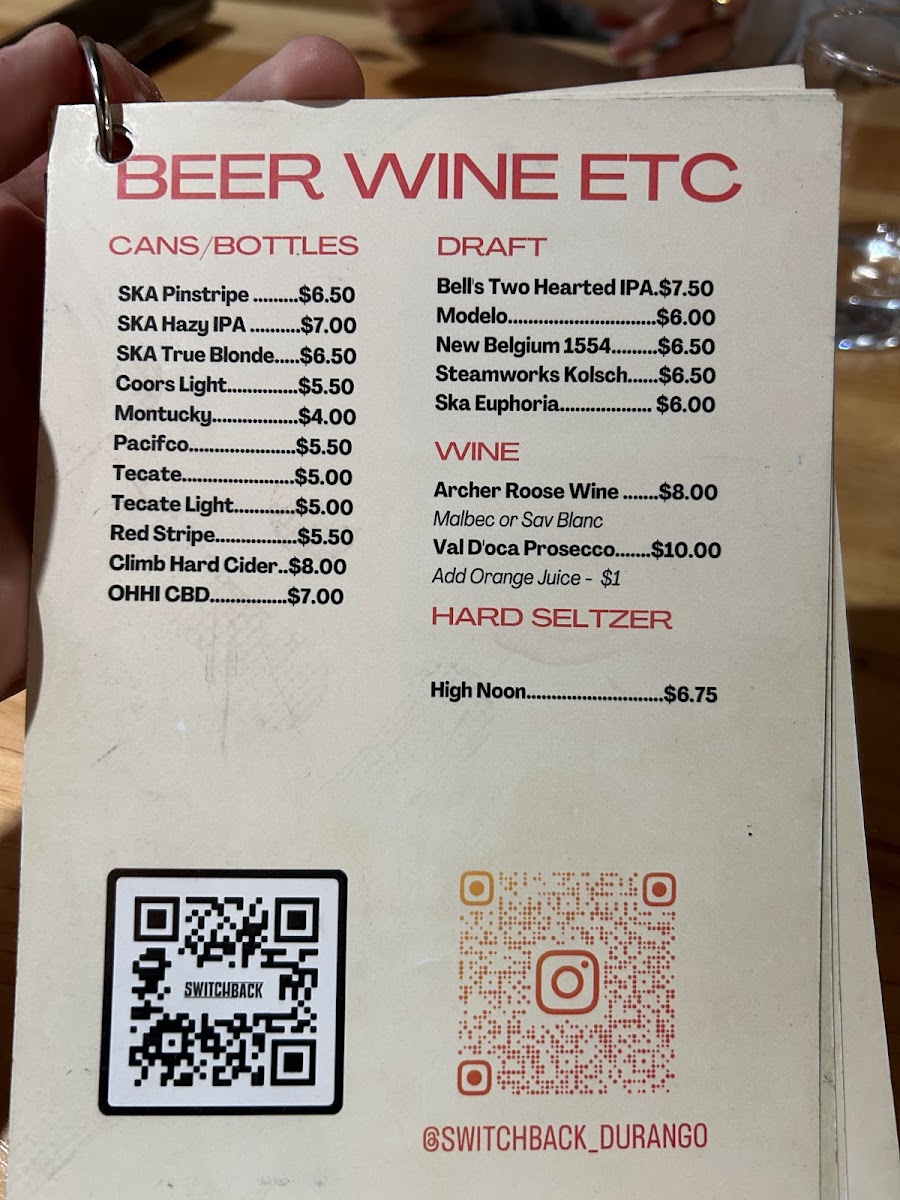 BEER WINE ETC
CANS/BOTTLES
SKA Pinstripe .........$6.50
SKA Hazy IPA ..........$7.00
SKA True Blonde.....$6.50
Coors Light..............$5.50
Montucky.................$4.00
Pacifco.....................$5.50
Tecate......................$5.00
Tecate Light............$5.00
Red Stripe................$5.50
Climb Hard Cider..$8.00
OHHI CBD...............$7.00
DRAFT
Bell's Two Hearted IPA.$7.50
Modelo.............................$6.00
New Belgium 1554.........$6.50
Steamworks Kolsch......$6.50
Ska Euphoria.................. $6.00
WINE
Archer Roose Wine .......$8.00
Malbec or Sav Blanc
Val D'oca Prosecco.......$10.00
Add Orange Juice - $1
HARD SELTZER
High Noon...........................$6.75
SWITCHBACK
@SWITCHBACK_DURANGO